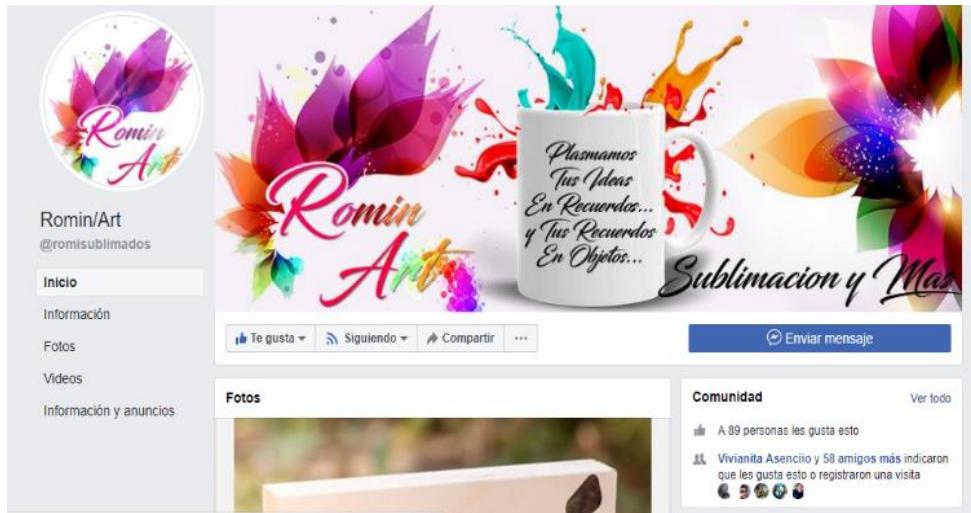 Romin
Art
Romin/Art
@romisublimados
Inicio
Información
Fotos
Videos
Información y anuncios
Romin
Art
Plasmamos
Tus Ideas
En Recuerdos...
y Tus Recuerdos
En Objetos...
Sublimacion y Mas
Te gusta
Siguiendo
Compartir
...
Enviar mensaje
Fotos
Comunidad
Ver todo
A 89 personas les gusta esto
Vivianita Asenciio y 58 amigos más indicaron
que les gusta esto o registraron una visita